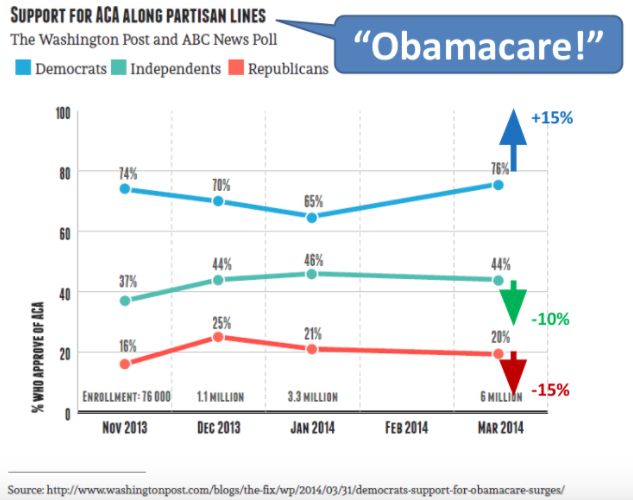 SUPPORT FOR ACA ALONG PARTISAN LINES
The Washington Post and ABC News Poll
“Obamacare!”
Democrats Independents Republicans
% WHO APPROVE OF ACA
100
80
60
40
20
0
74% 70% 65% 76%
37% 44% 46% 44%
16% 25% 21% 20%
+15%
-10%
-15%
ENROLLMENT: 76 000 1.1 MILLION 3.3 MILLION 6 MILLION
NOV 2013 DEC 2013 JAN 2014 FEB 2014 MAR 2014
Source: http://www.washingtonpost.com/blogs/the-fix/wp/2014/03/31/democrats-support-for-obamacare-surges/